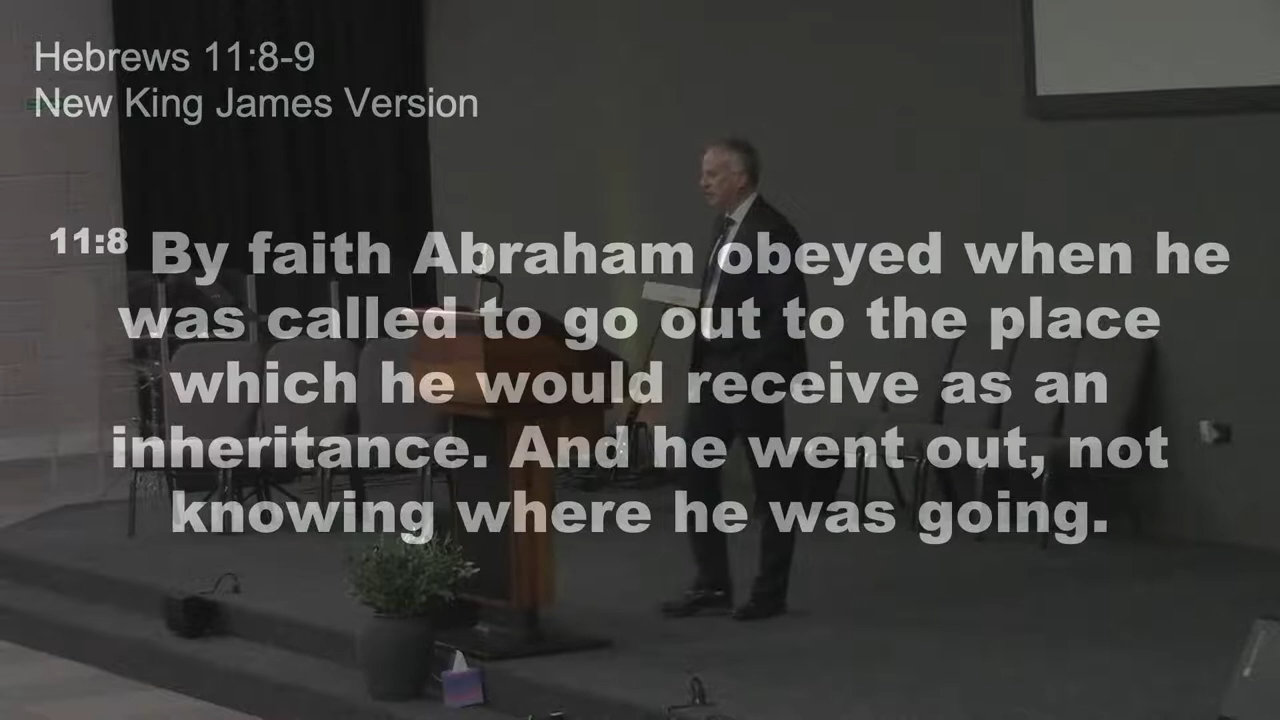 Hebrews 11:8-9
New King James Version
11:8 By faith Abraham obeyed when he
was called to go out to the place
which he would receive as an
inheritance. And he went out, not
knowing where he was going.